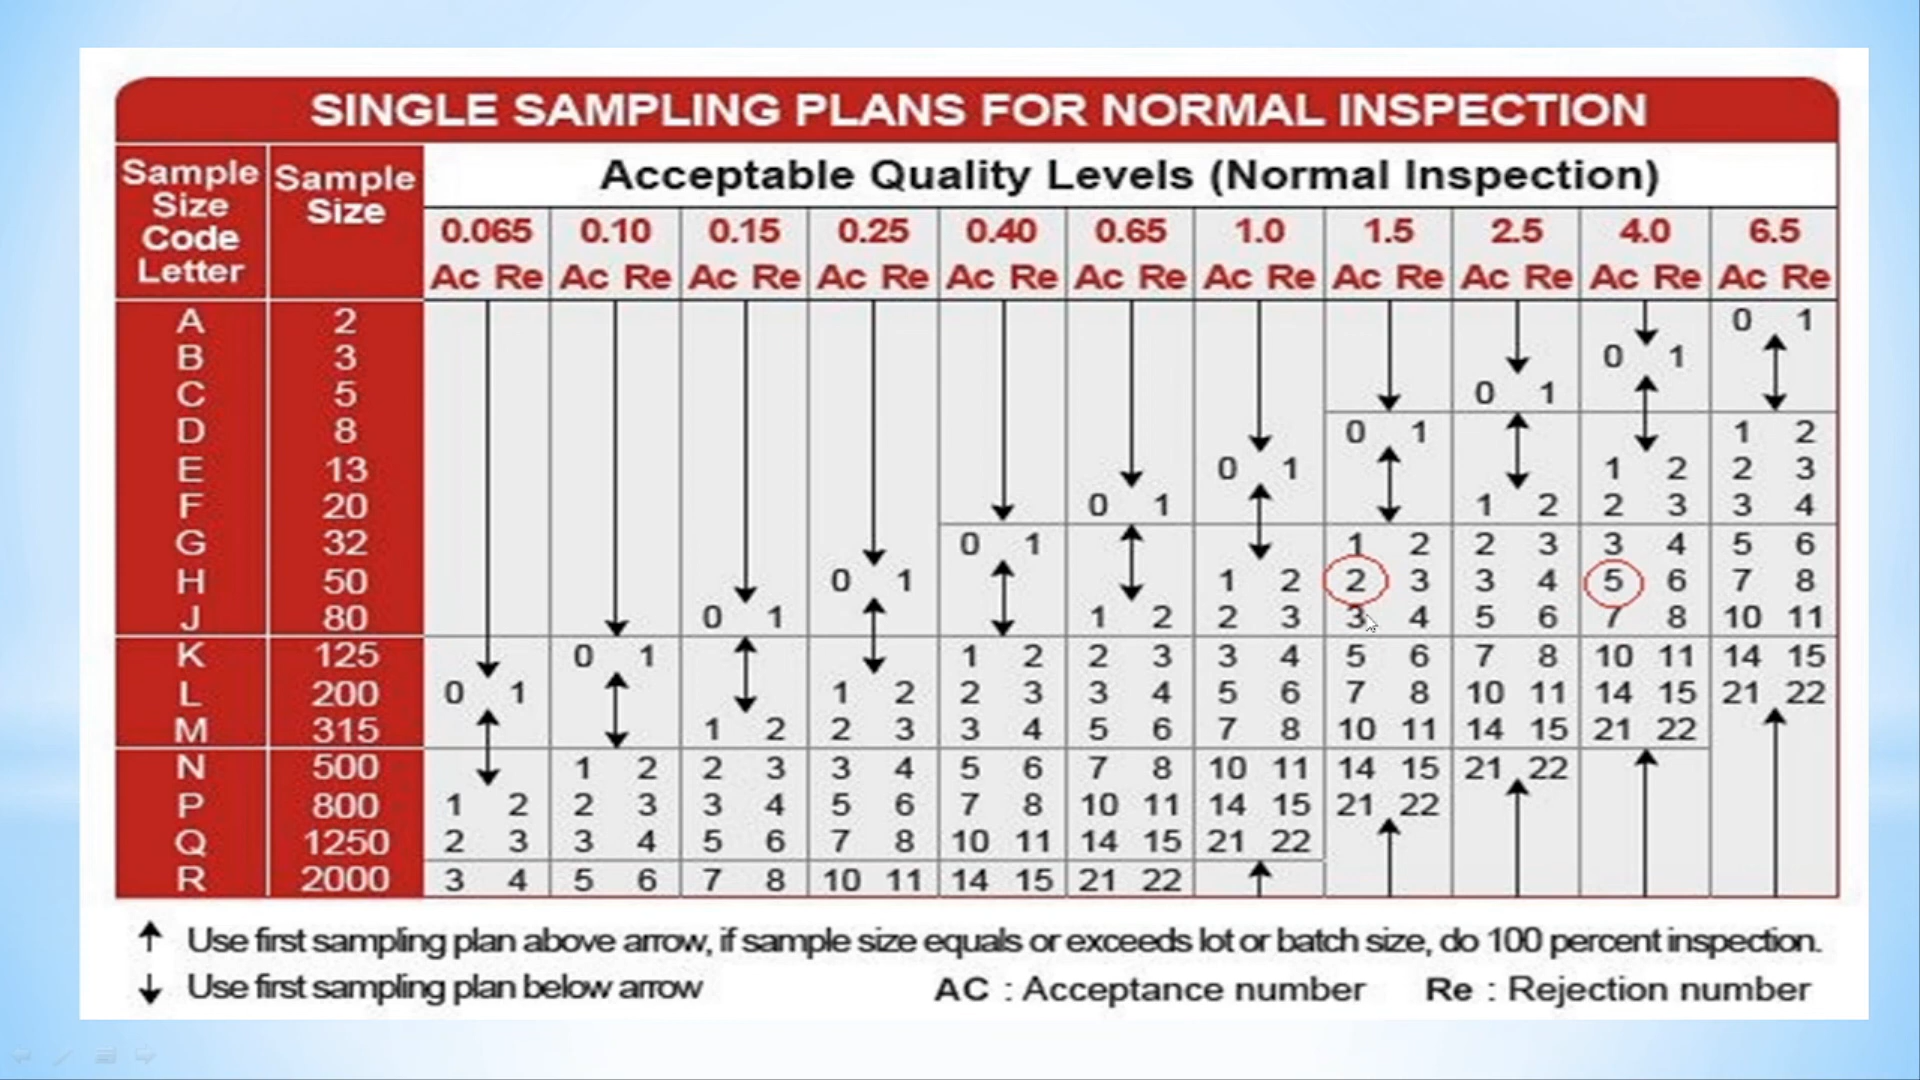 SINGLE SAMPLING PLANS FOR NORMAL INSPECTION
Sample Size Code Letter
Sample Size
Acceptable Quality Levels (Normal Inspection)
0.065 0.10 0.15 0.25 0.40 0.65 1.0 1.5 2.5 4.0 6.5
Ac Re Ac Re Ac Re Ac Re Ac Re Ac Re Ac Re Ac Re Ac Re Ac Re Ac Re
A 2 0 1
B 3 0 1
C 5 0 1
D 8 0 1 1 2
E 13 0 1 1 2 2 3
F 20 0 1 1 2 2 3 3 4
G 32 0 1 1 2 2 3 3 4 5 6
H 50 0 1 1 2 2 3 3 4 5 6 7 8
J 80 0 1 1 2 2 3 3 4 5 6 7 8 10 11
K 125 0 1 1 2 2 3 3 4 5 6 7 8 10 11 14 15
L 200 0 1 1 2 2 3 3 4 5 6 7 8 10 11 14 15 21 22
M 315 1 2 2 3 3 4 5 6 7 8 10 11 14 15 21 22
N 500 1 2 2 3 3 4 5 6 7 8 10 11 14 15 21 22
P 800 1 2 2 3 3 4 5 6 7 8 10 11 14 15 21 22
Q 1250 2 3 3 4 5 6 7 8 10 11 14 15 21 22
R 2000 3 4 5 6 7 8 10 11 14 15 21 22
↑ Use first sampling plan above arrow, if sample size equals or exceeds lot or batch size, do 100 percent inspection.
↓ Use first sampling plan below arrow AC : Acceptance number Re : Rejection number